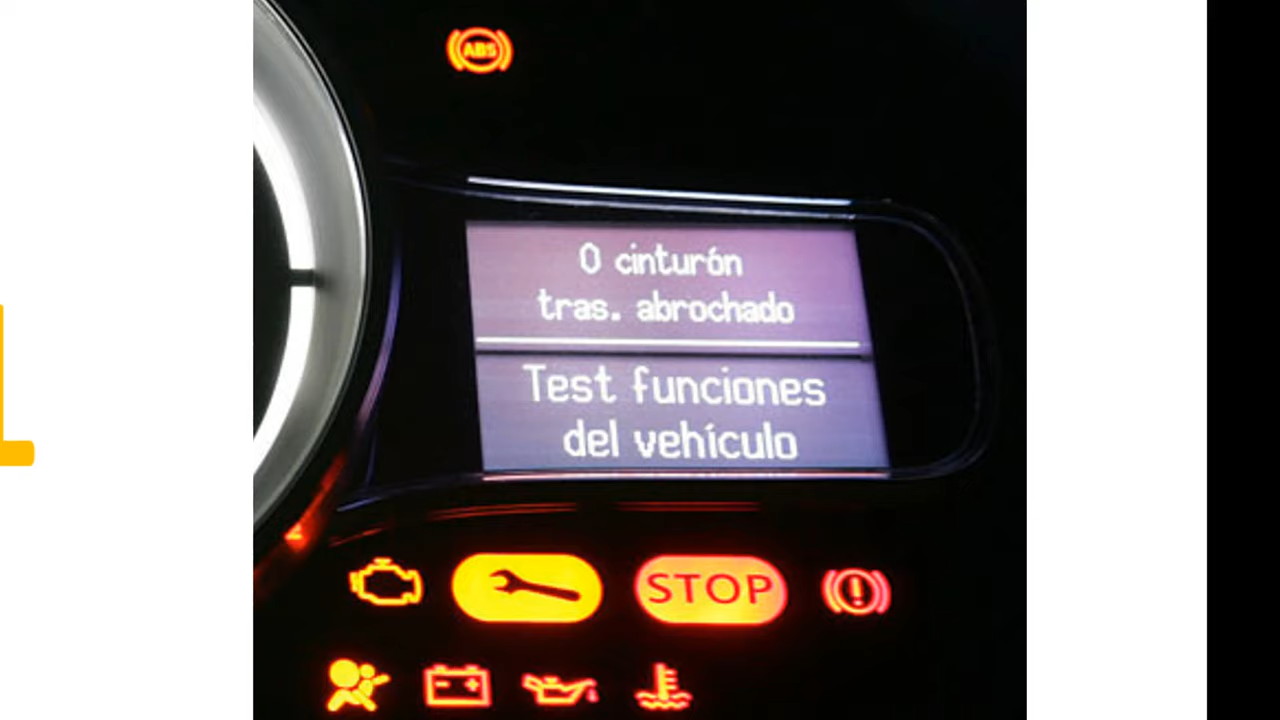 ABS
0 cinturón
tras. abrochado
Test funciones
del vehículo
STOP